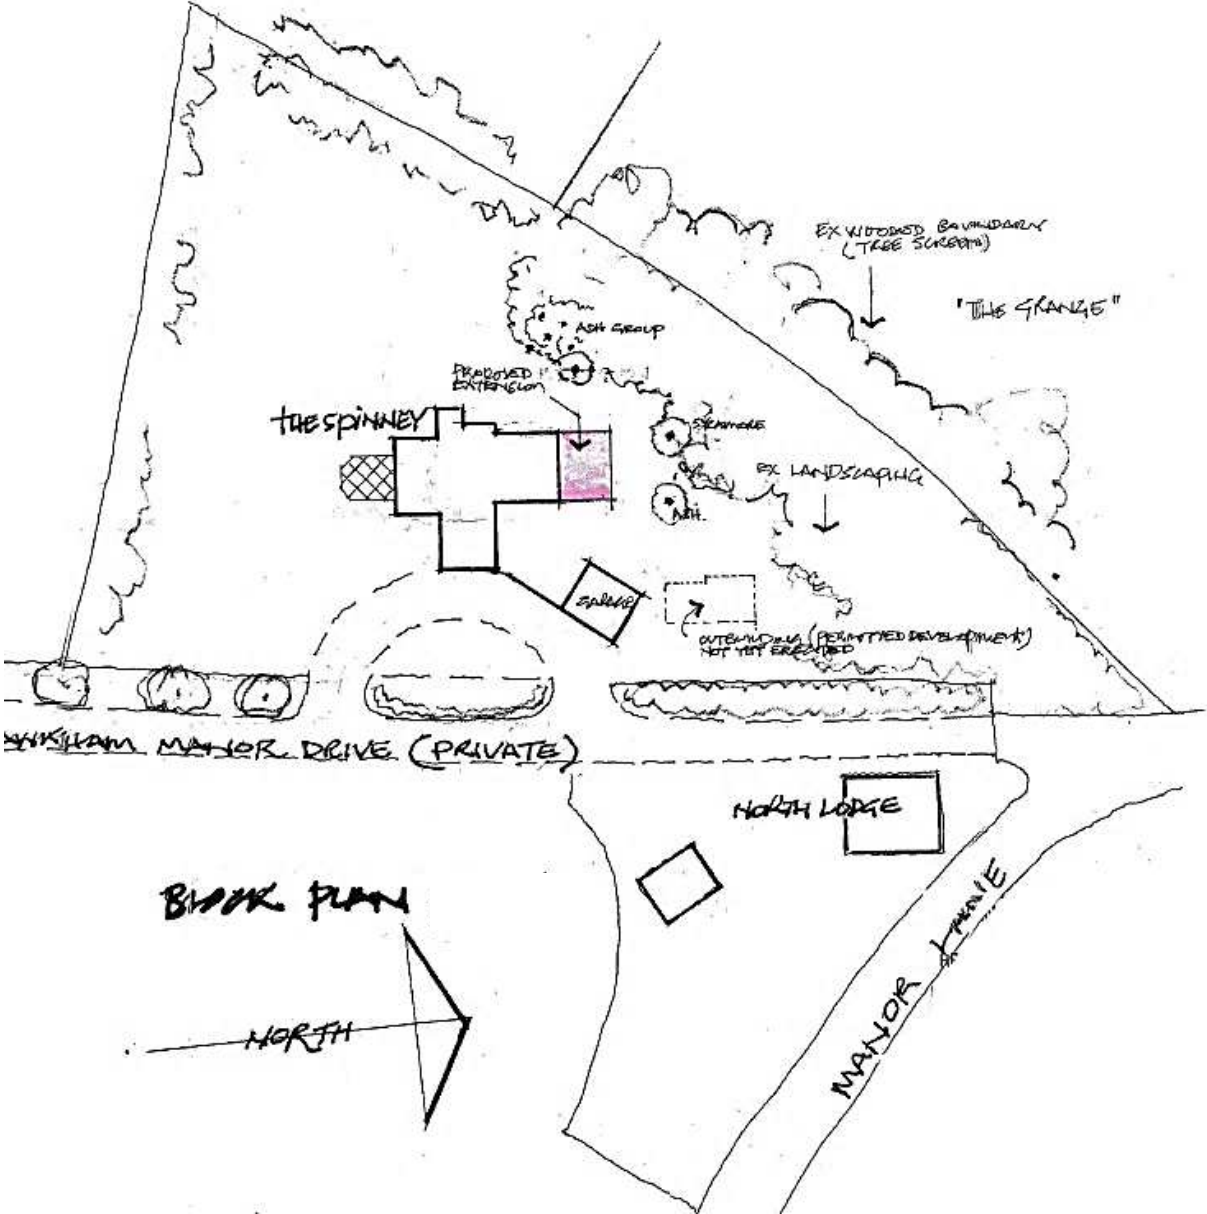 EX WOODED BOUNDARY
(TREE SCREEN)
"THE GRANGE"
ASH GROUP
PROPOSED
EXTENSION
THE SPINNEY
SYCAMORE
EX LANDSCAPING
ASH.
GARAGE
OUTBUILDING (PERMITTED DEVELOPMENT)
NOT YET ERECTED
ANKHAM MANOR DRIVE (PRIVATE)
NORTH LODGE
BLOCK PLAN
NORTH
MANOR LANE